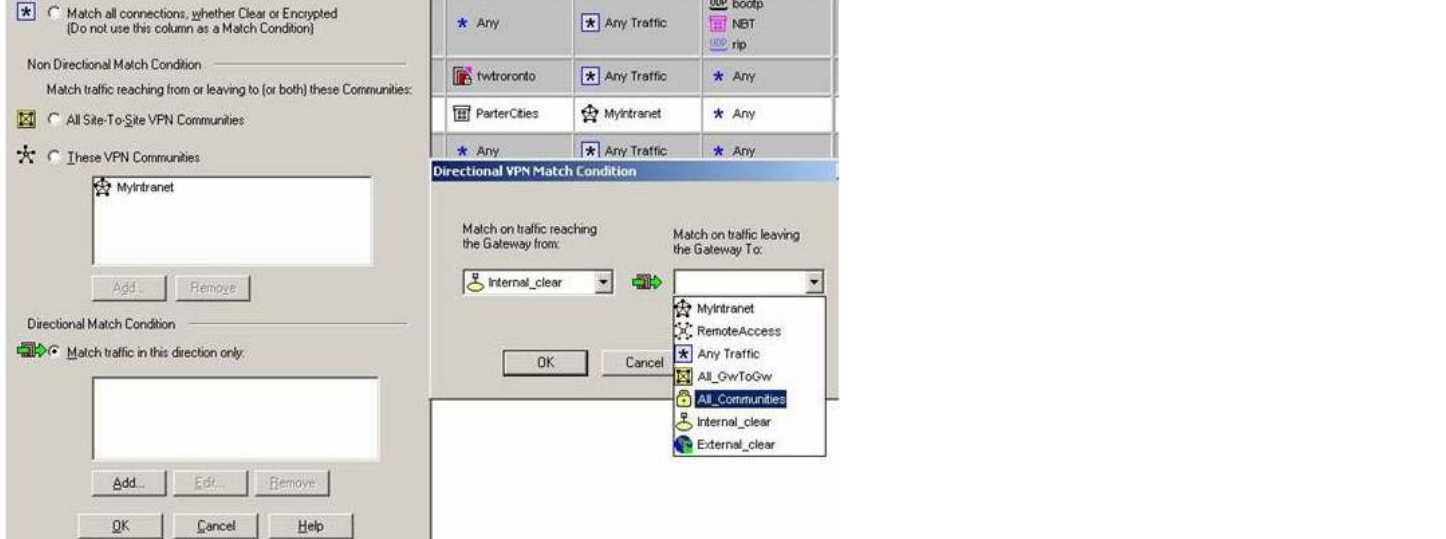 Match all connections, whether Clear or Encrypted
(Do not use this column as a Match Condition)
Non Directional Match Condition
Match traffic reaching from or leaving to (or both) these Communities:
All Site-To-Site VPN Communities
These VPN Communities
MyIntranet
Add...
Remove
Directional Match Condition
Match traffic in this direction only:
Add...
Edit...
Remove
OK
Cancel
Help
Any
Any Traffic
UDP bootp
NBT
UDP rip
twtroronto
Any Traffic
Any
ParterCities
MyIntranet
Any
Any
Any Traffic
Any
Directional VPN Match Condition
Match on traffic reaching
the Gateway from:
Match on traffic leaving
the Gateway To:
Internal_clear
OK
Cancel
MyIntranet
RemoteAccess
Any Traffic
All_GwToGw
All_Communities
Internal_clear
External_clear